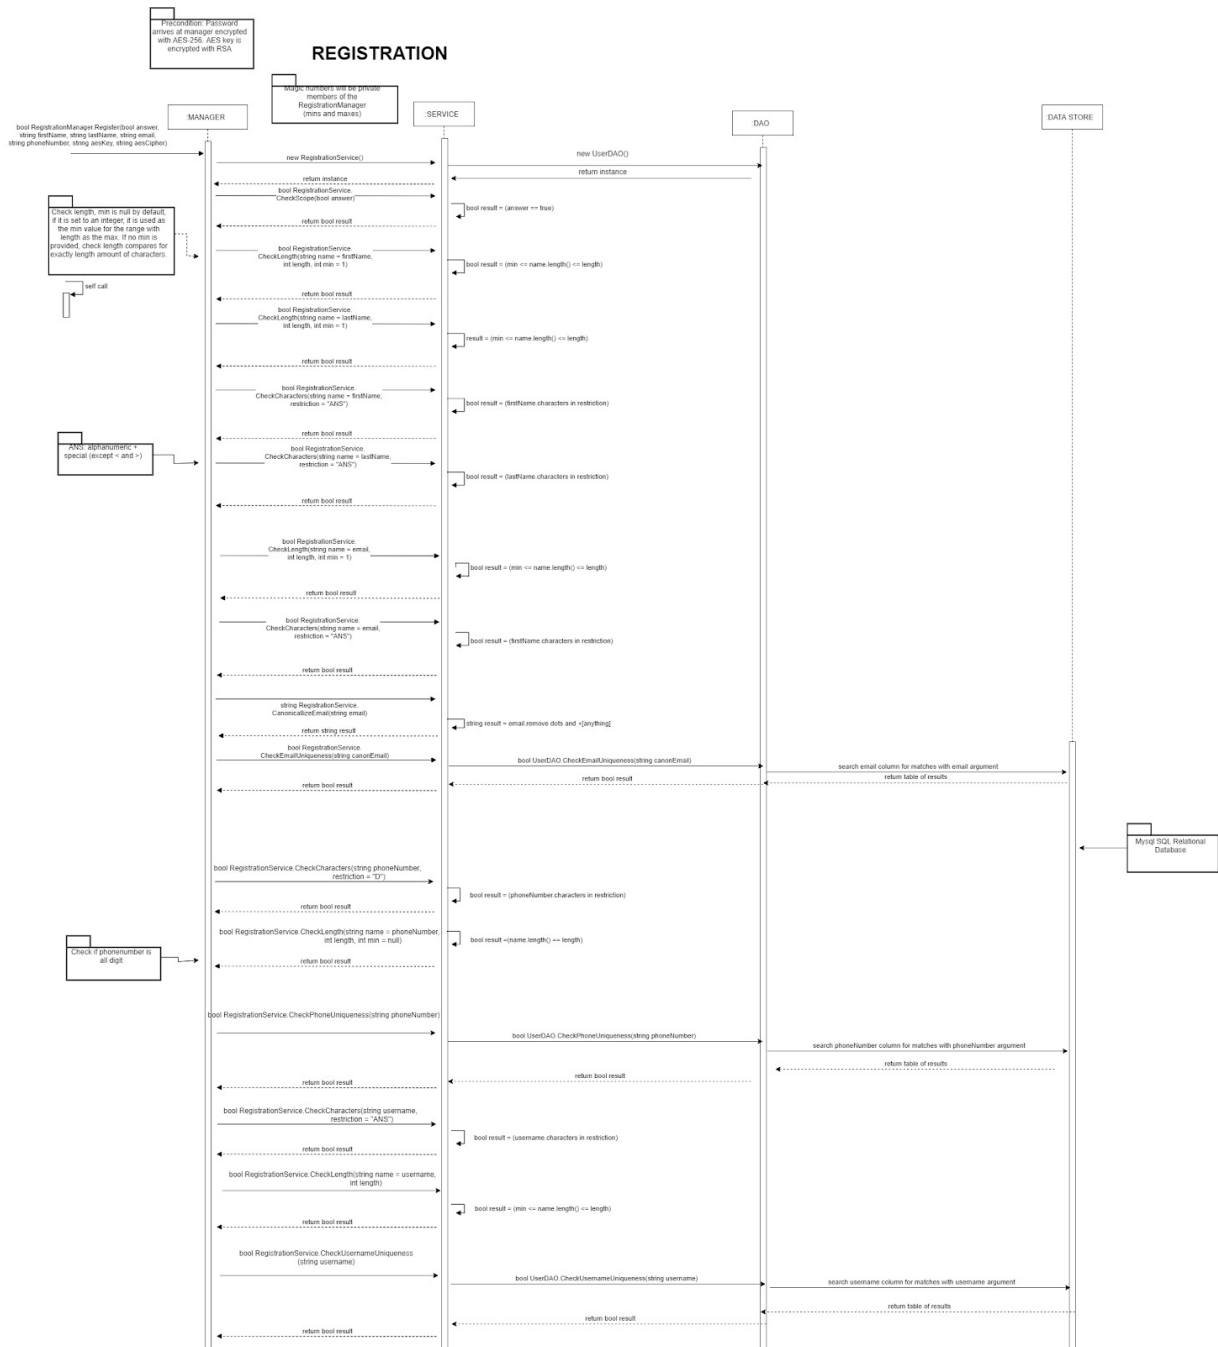 Precondition: Password
arrives at manager encrypted
with AES-256. AES key is
encrypted with RSA
REGISTRATION
Magic numbers will be private
members of the
RegistrationManager
(mins and maxes)
:MANAGER
:SERVICE
:DAO
:DATA STORE
bool RegistrationManager.Register(bool answer,
string firstName, string lastName, string email,
string phoneNumber, string aesKey, string aesCipher)
new RegistrationService()
new UserDAO()
return instance
return instance
bool RegistrationService.
CheckScope(bool answer)
bool result = (answer == true)
return bool result
Check length, min is null by default,
if it is set to an integer, it is used as
the min value for the range with
length as the max. If no min is
provided, check length compares for
exactly length amount of characters.
self call
bool RegistrationService.
CheckLength(string name = firstName,
int length, int min = 1)
bool result = (min <= name.length() <= length)
return bool result
bool RegistrationService.
CheckLength(string name = lastName,
int length, int min = 1)
result = (min <= name.length() <= length)
return bool result
bool RegistrationService.
CheckCharacters(string name = firstName,
restriction = "ANS")
bool result = (firstName.characters in restriction)
return bool result
ANS: alphanumeric +
special (except < and >)
bool RegistrationService.
CheckCharacters(string name = lastName,
restriction = "ANS")
bool result = (lastName.characters in restriction)
return bool result
bool RegistrationService.
CheckLength(string name = email,
int length, int min = 1)
bool result = (min <= name.length() <= length)
return bool result
bool RegistrationService.
CheckCharacters(string name = email,
restriction = "ANS")
bool result = (firstName.characters in restriction)
return bool result
string RegistrationService.
CanonicallizeEmail(string email)
string result = email.remove dots and +[anything[
return string result
bool RegistrationService.
CheckEmailUniqueness(string canonEmail)
bool UserDAO.CheckEmailUniqueness(string canonEmail)
search email column for matches with email argument
return table of results
return bool result
return bool result
Mysql SQL Relational
Database
bool RegistrationService.CheckCharacters(string phoneNumber,
restriction = "D")
bool result = (phoneNumber.characters in restriction)
return bool result
bool RegistrationService.CheckLength(string name = phoneNumber,
int length, int min = null)
bool result =(name.length() == length)
return bool result
Check if phonenumber is
all digit
bool RegistrationService.CheckPhoneUniqueness(string phoneNumber)
bool UserDAO.CheckPhoneUniqueness(string phoneNumber)
search phoneNumber column for matches with phoneNumber argument
return table of results
return bool result
return bool result
bool RegistrationService.CheckCharacters(string username,
restriction = "ANS")
bool result = (username.characters in restriction)
return bool result
bool RegistrationService.CheckLength(string name = username,
int length)
bool result = (min <= name.length() <= length)
return bool result
bool RegistrationService.CheckUsernameUniqueness
(string username)
bool UserDAO.CheckUsernameUniqueness(string username)
search username column for matches with username argument
return table of results
return bool result
return bool result